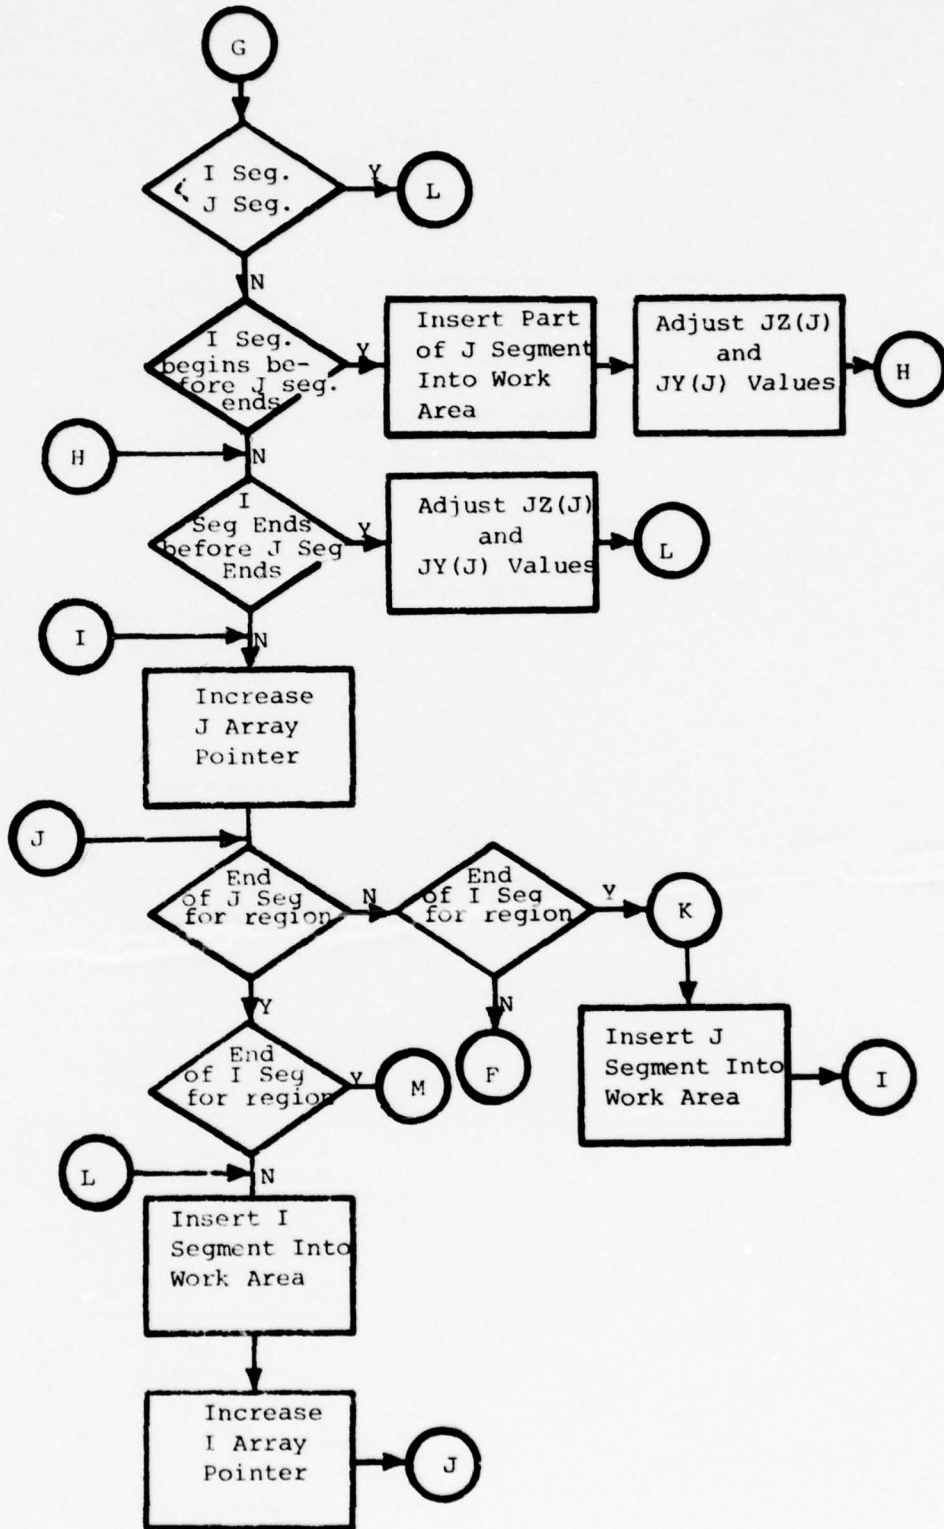 G
I Seg.
< J Seg.
Y
L
N
I Seg.
begins be-
fore J seg.
ends
Y
Insert Part
of J Segment
Into Work
Area
Adjust JZ(J)
and
JY(J) Values
H
H
N
I
Seg Ends
before J Seg
Ends
Y
Adjust JZ(J)
and
JY(J) Values
L
I
N
Increase
J Array
Pointer
J
End
of J Seg
for region
N
End
of I Seg
for region
Y
K
Y
N
F
Insert J
Segment Into
Work Area
I
End
of I Seg
for region
Y
M
L
N
Insert I
Segment Into
Work Area
Increase
I Array
Pointer
J